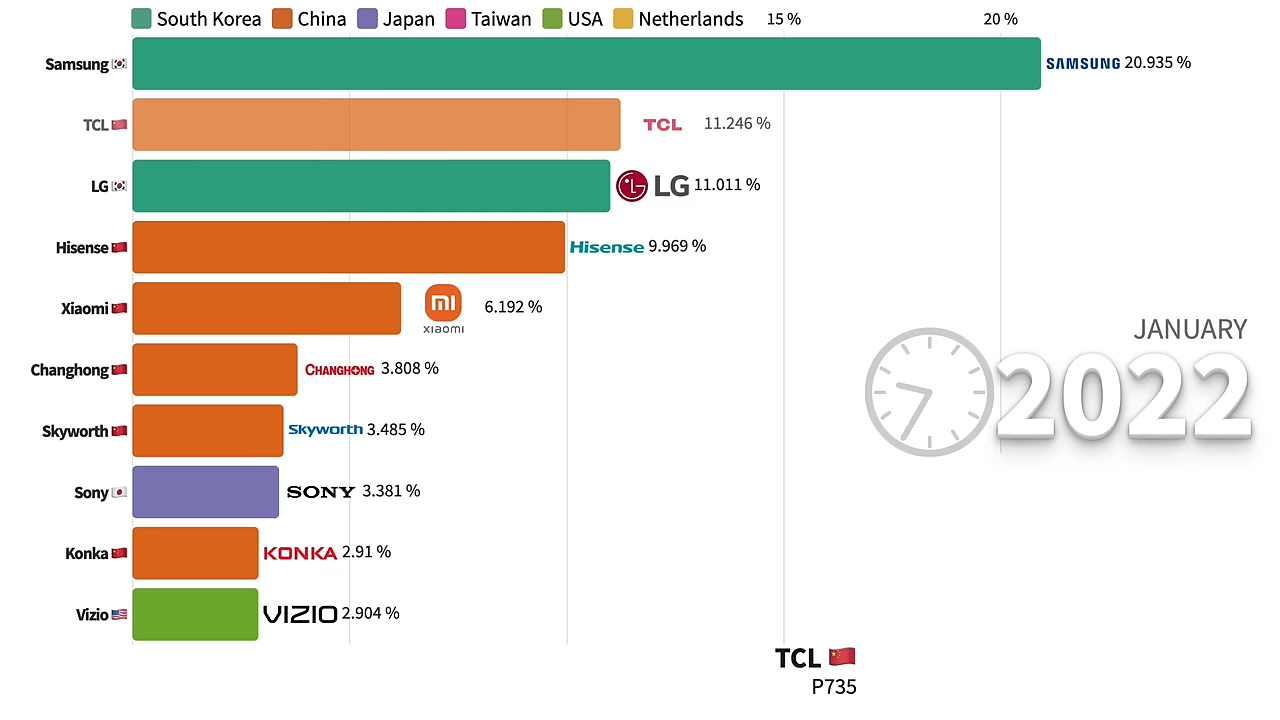 South Korea China Japan Taiwan USA Netherlands 15 % 20 %
Samsung SAMSUNG 20.935 %
TCL TCL 11.246 %
LG LG 11.011 %
Hisense Hisense 9.969 %
Xiaomi mi xiaomi 6.192 %
Changhong CHANGHONG 3.808 %
Skyworth Skyworth 3.485 %
Sony SONY 3.381 %
Konka KONKA 2.91 %
Vizio VIZIO 2.904 %
JANUARY
2022
TCL
P735